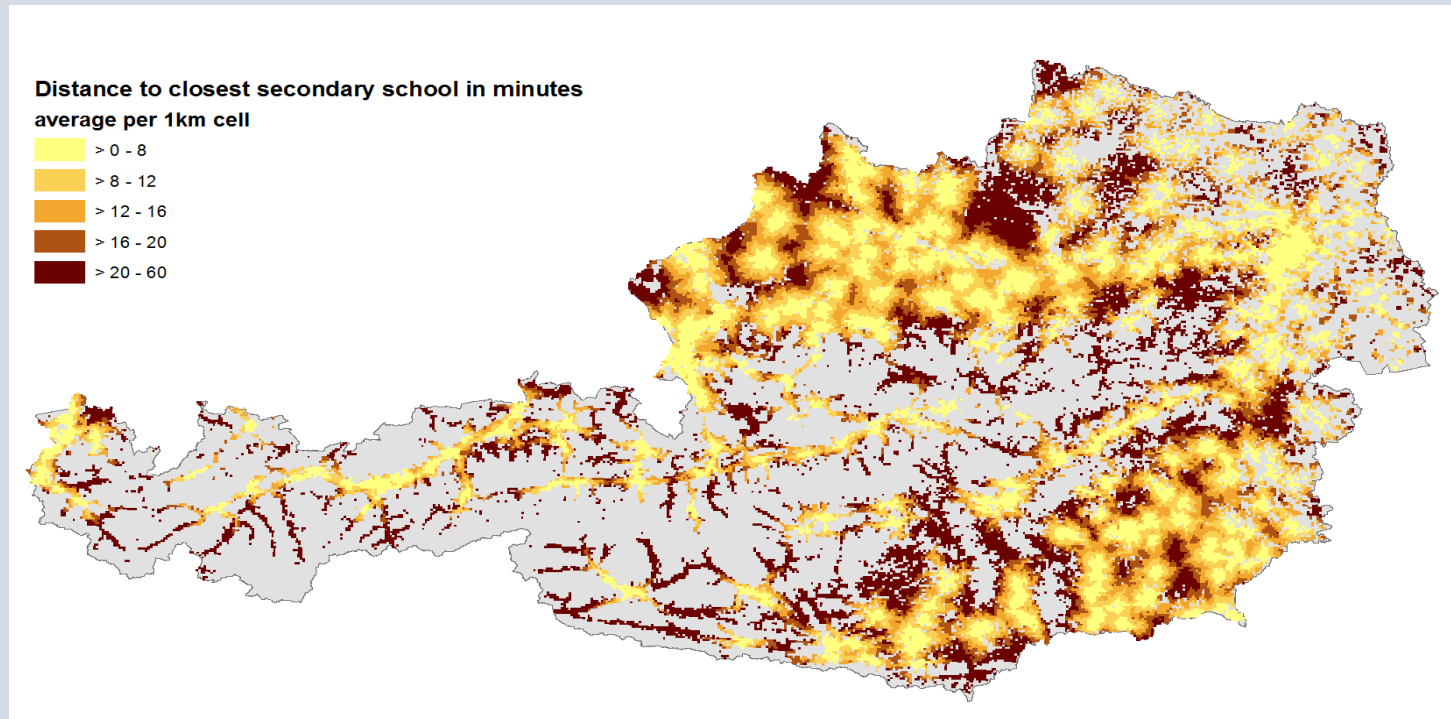 Distance to closest secondary school in minutes
average per 1km cell
> 0 - 8
> 8 - 12
> 12 - 16
> 16 - 20
> 20 - 60